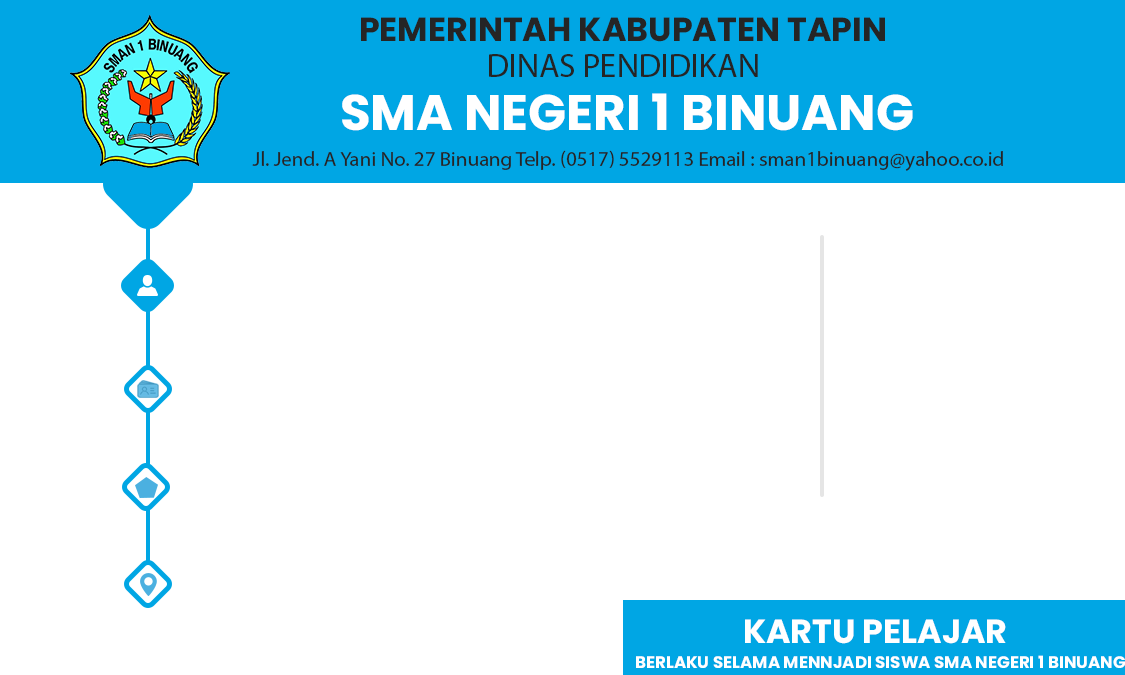 SMAN 1 BINUANG
PEMERINTAH KABUPATEN TAPIN
DINAS PENDIDIKAN
SMA NEGERI 1 BINUANG
Jl. Jend. A Yani No. 27 Binuang Telp. (0517) 5529113 Email : sman1binuang@yahoo.co.id
KARTU PELAJAR
BERLAKU SELAMA MENNJADI SISWA SMA NEGERI 1 BINUANG